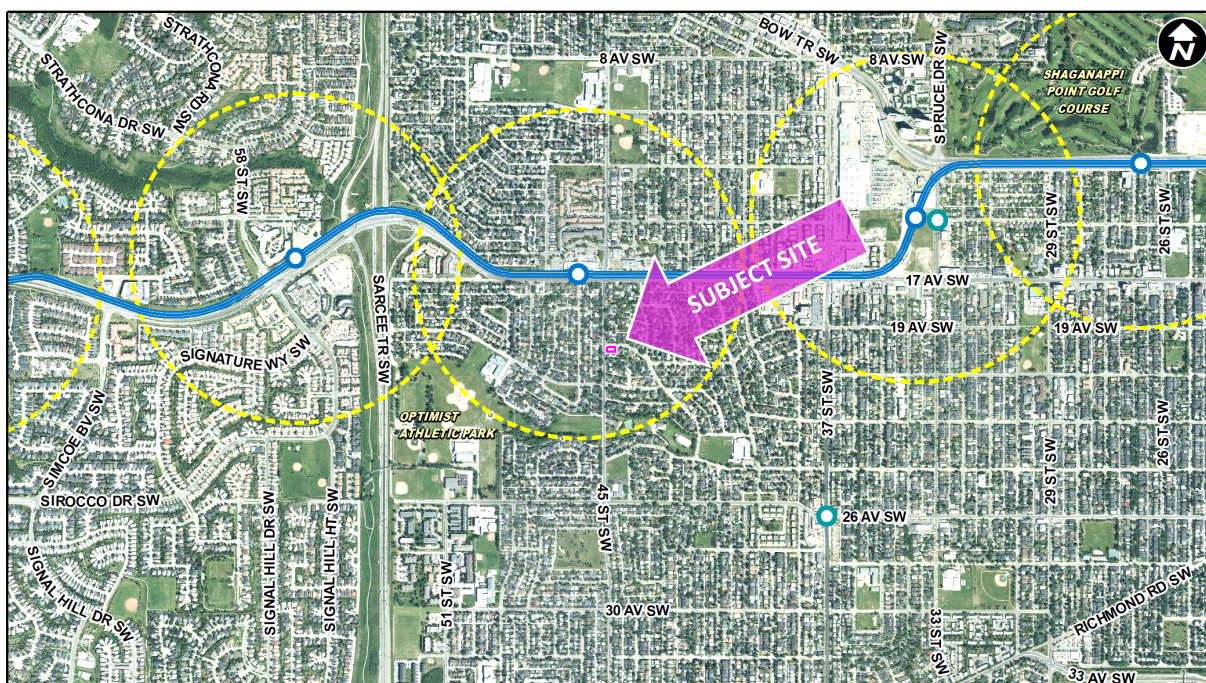 BOW TR SW
STRATHCONA RD SW
8 AV SW
8 AV SW
SPRUCE DR SW
N
STRATHCONA DR SW
SHAGANAPPI
POINT GOLF
COURSE
58 ST SW
29 ST SW
26 ST SW
SUBJECT SITE
17 AV SW
SARCEE TR SW
19 AV SW
19 AV SW
SIGNATURE WY SW
SIMCOE BV SW
OPTIMIST
ATHLETIC PARK
37 ST SW
29 ST SW
26 ST SW
SIROCCO DR SW
SIGNAL HILL DR SW
SIGNAL HILL HT. SW
45 ST SW
26 AV SW
SIGNAL HILL DR SW
51 ST SW
30 AV SW
33 ST SW
RICHMOND RD SW
33 AV SW